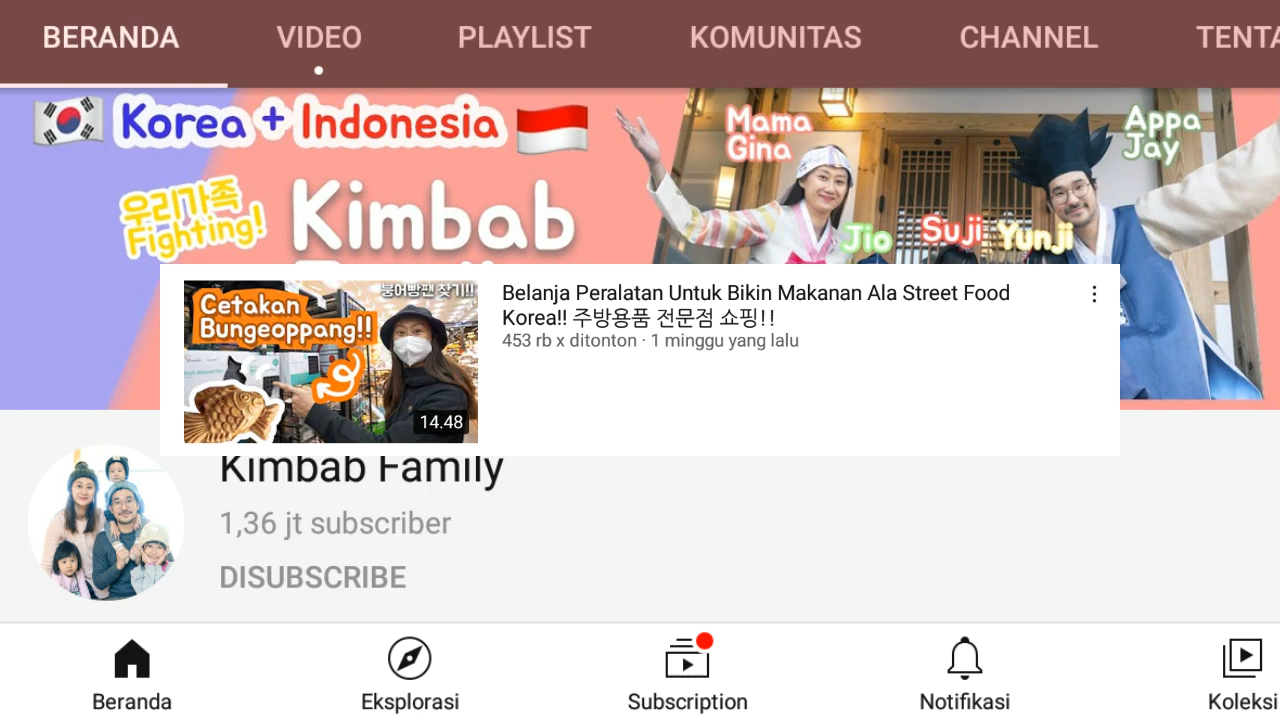 BERANDA VIDEO PLAYLIST KOMUNITAS CHANNEL
Korea + Indonesia
우리가족
Fighting!
Kimbab
Mama
Gina
Appa
Jay
Jio
Suji
Yunji
붕어빵팬 찾기!!
Cetakan
Bungeoppang!!
14.48
Belanja Peralatan Untuk Bikin Makanan Ala Street Food
Korea!! 주방용품 전문점 쇼핑!!
453 rb x ditonton · 1 minggu yang lalu
Kimbab Family
1,36 jt subscriber
DISUBSCRIBE
Beranda Eksplorasi Subscription Notifikasi Koleksi